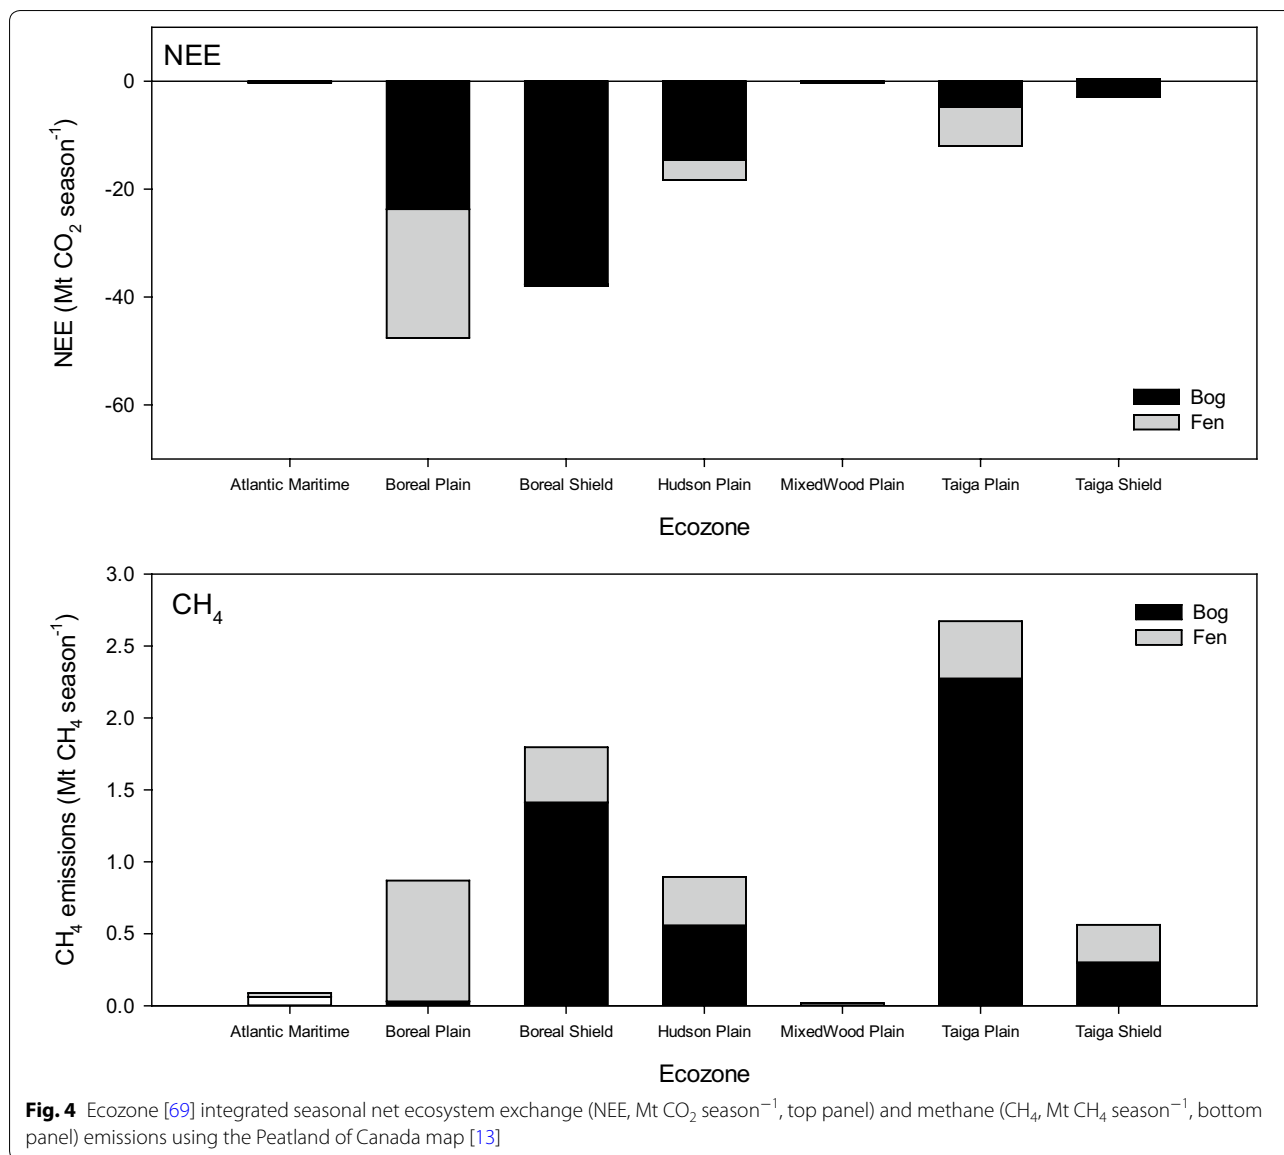 NEE
0
-20
-40
-60
NEE (Mt CO₂ season⁻¹)
Bog
Fen
Atlantic Maritime Boreal Plain Boreal Shield Hudson Plain MixedWood Plain Taiga Plain Taiga Shield
Ecozone
CH₄
3.0
2.5
2.0
1.5
1.0
0.5
0.0
CH₄ emissions (Mt CH₄ season⁻¹)
Bog
Fen
Atlantic Maritime Boreal Plain Boreal Shield Hudson Plain MixedWood Plain Taiga Plain Taiga Shield
Ecozone
Fig. 4 Ecozone [69] integrated seasonal net ecosystem exchange (NEE, Mt CO₂ season⁻¹, top panel) and methane (CH₄, Mt CH₄ season⁻¹, bottom
panel) emissions using the Peatland of Canada map [13]